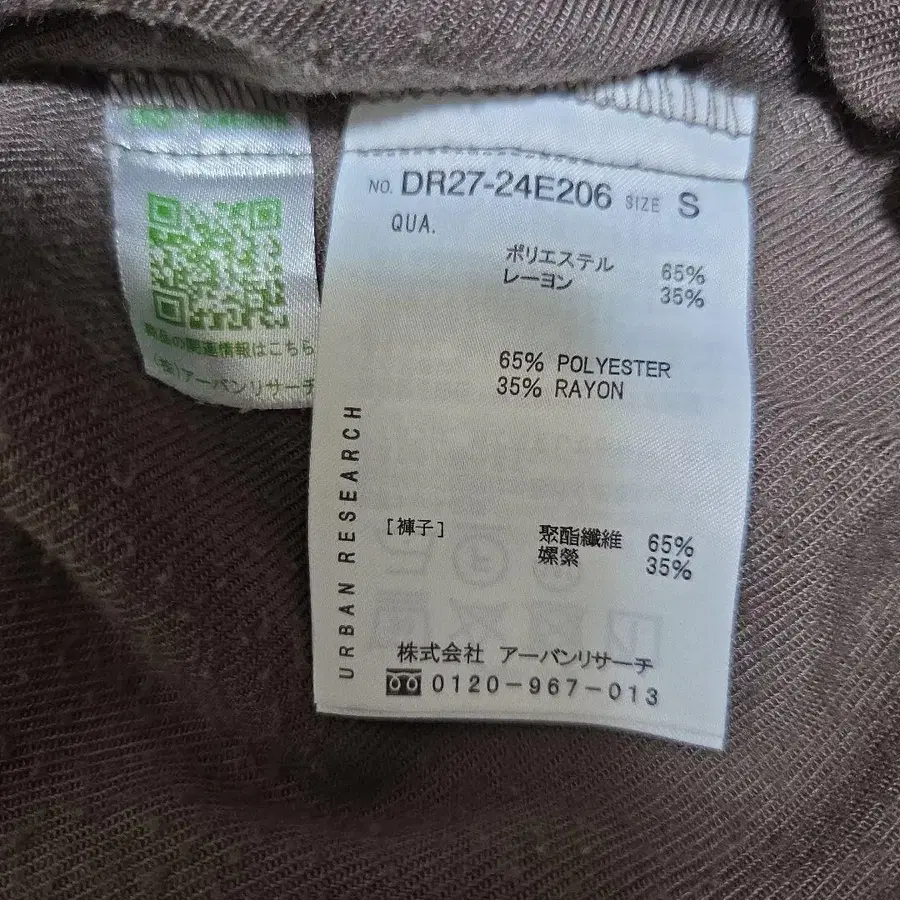 NO. DR27-24E206 SIZE S
QUA.
ポリエステル 65%
レーヨン 35%
65% POLYESTER
35% RAYON
URBAN RESEARCH
[褲子] 聚酯纖維 65%
嫘縈 35%
株式会社 アーバンリサーチ
0120-967-013
商品の関連情報はこちら
(株)アーバンリサーチ